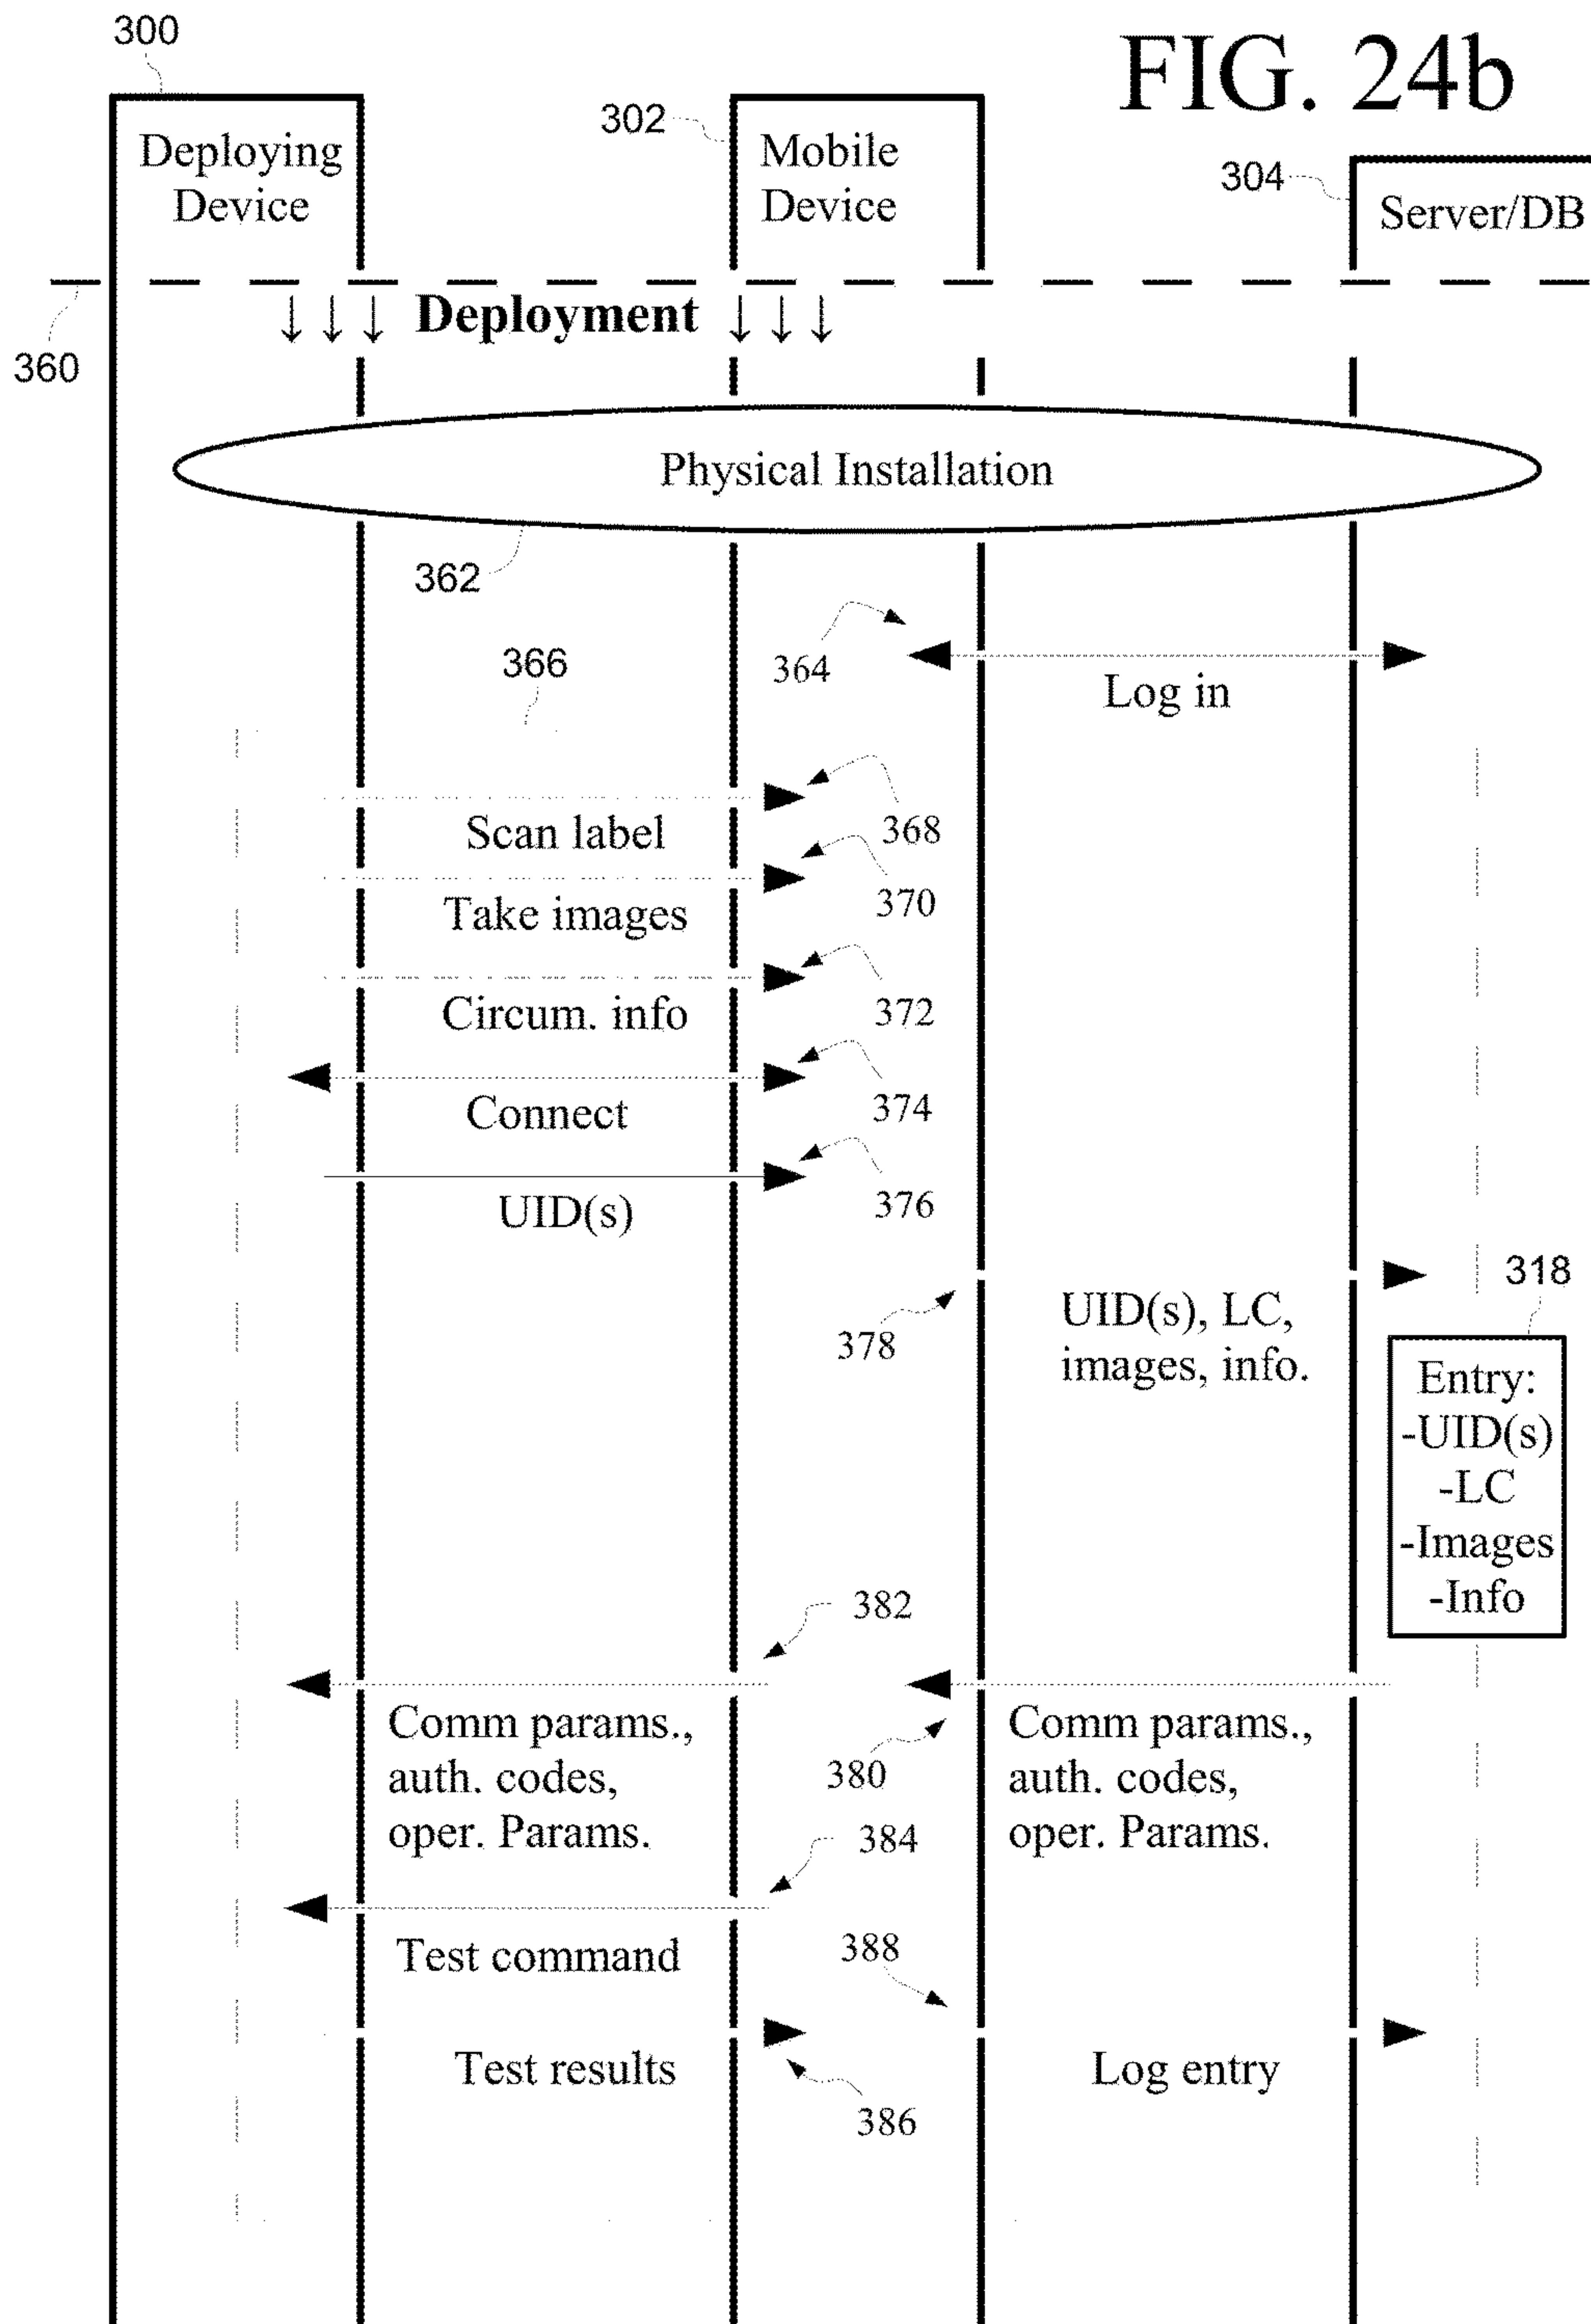 FIG. 24b
300
302
304
Deploying
Device
Mobile
Device
Server/DB
Deployment
360
Physical Installation
362
364
Log in
366
368
Scan label
370
Take images
372
Circum. info
374
Connect
376
UID(s)
378
UID(s), LC,
images, info.
318
Entry:
-UID(s)
-LC
-Images
-Info
382
Comm params.,
auth. codes,
oper. Params.
380
Comm params.,
auth. codes,
oper. Params.
384
Test command
388
Test results
386
Log entry